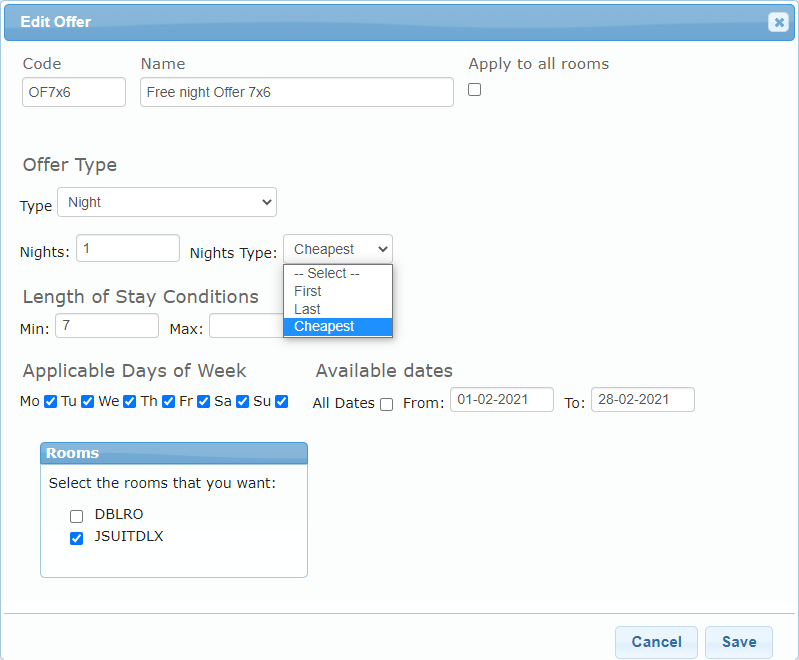 Edit Offer
Code Name Apply to all rooms
OF7x6 Free night Offer 7x6
Offer Type
Type Night
Nights: 1 Nights Type: Cheapest
-- Select --
First
Last
Cheapest
Length of Stay Conditions
Min: 7 Max:
Applicable Days of Week Available dates
Mo Tu We Th Fr Sa Su All Dates From: 01-02-2021 To: 28-02-2021
Rooms
Select the rooms that you want:
DBLRO
JSUITDLX
Cancel Save